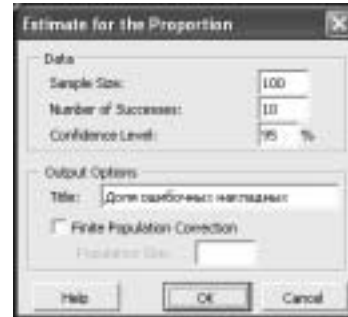 Estimate for the Proportion
Data
Sample Size: 100
Number of Successes: 10
Confidence Level: 95 %
Output Options
Title: Доля ошибочных накладных
Finite Population Correction
Population Size:
Help OK Cancel